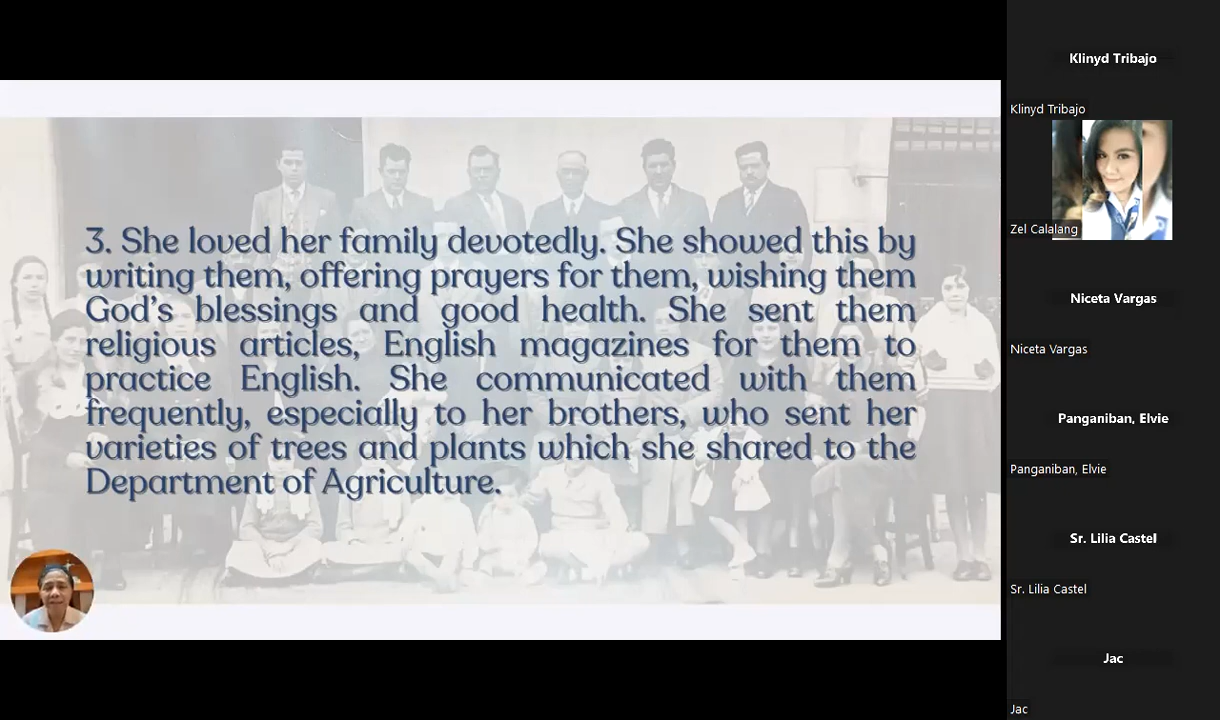 3. She loved her family devotedly. She showed this by
writing them, offering prayers for them, wishing them
God's blessings and good health. She sent them
religious articles, English magazines for them to
practice English. She communicated with them
frequently, especially to her brothers, who sent her
varieties of trees and plants which she shared to the
Department of Agriculture.
Klinyd Tribajo
Klinyd Tribajo
Zel Calalang
Niceta Vargas
Niceta Vargas
Panganiban, Elvie
Panganiban, Elvie
Sr. Lilia Castel
Sr. Lilia Castel
Jac
Jac